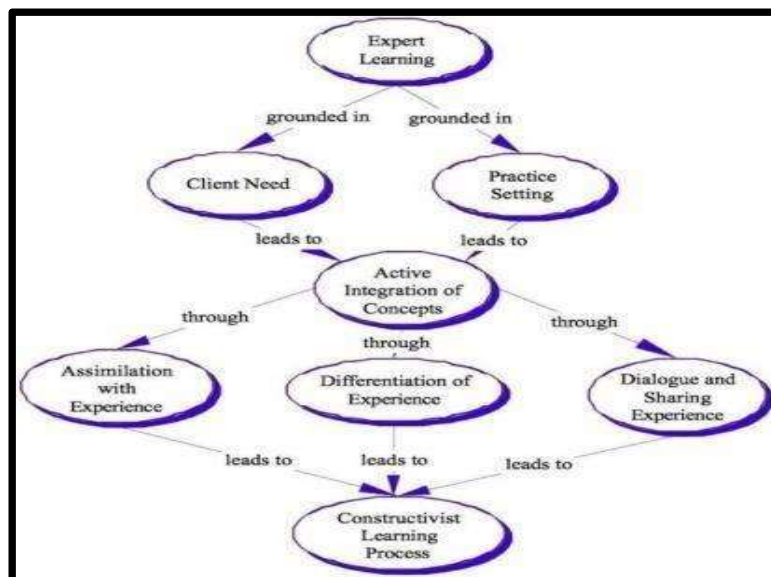 Expert
Learning
grounded in
grounded in
Client Need
Practice
Setting
leads to
leads to
Active
Integration of
Concepts
through
through
through
Assimilation
with
Experience
Differentiation of
Experience
Dialogue and
Sharing
Experience
leads to
leads to
leads to
Constructivist
Learning
Process